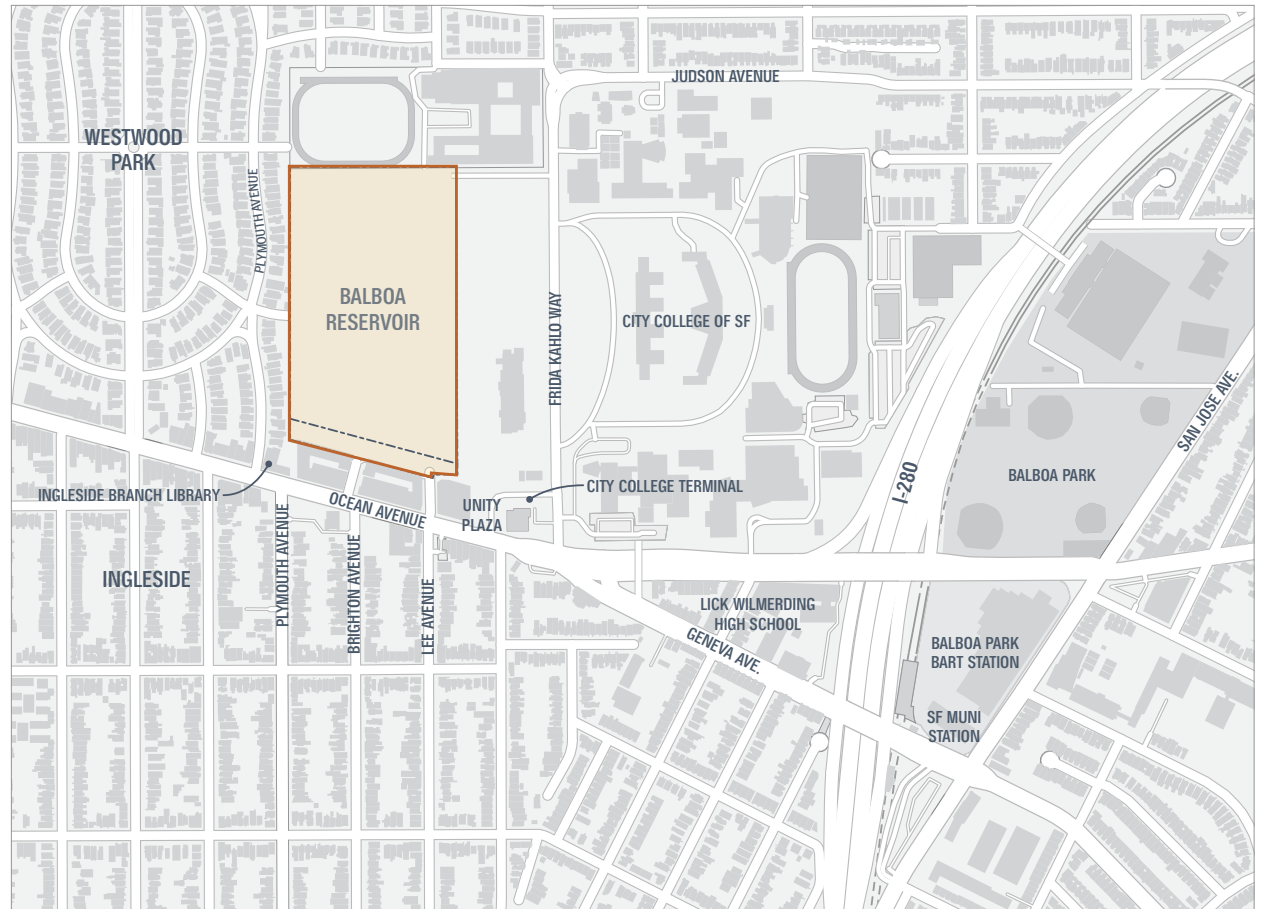 JUDSON AVENUE
WESTWOOD
PARK
PLYMOUTH AVENUE
BALBOA
RESERVOIR
FRIDA KAHLO WAY
CITY COLLEGE OF SF
SAN JOSE AVE.
I-280
BALBOA PARK
INGLESIDE BRANCH LIBRARY
OCEAN AVENUE
UNITY
PLAZA
CITY COLLEGE TERMINAL
INGLESIDE
PLYMOUTH AVENUE
BRIGHTON AVENUE
LEE AVENUE
LICK WILMERDING
HIGH SCHOOL
GENEVA AVE.
BALBOA PARK
BART STATION
SF MUNI
STATION